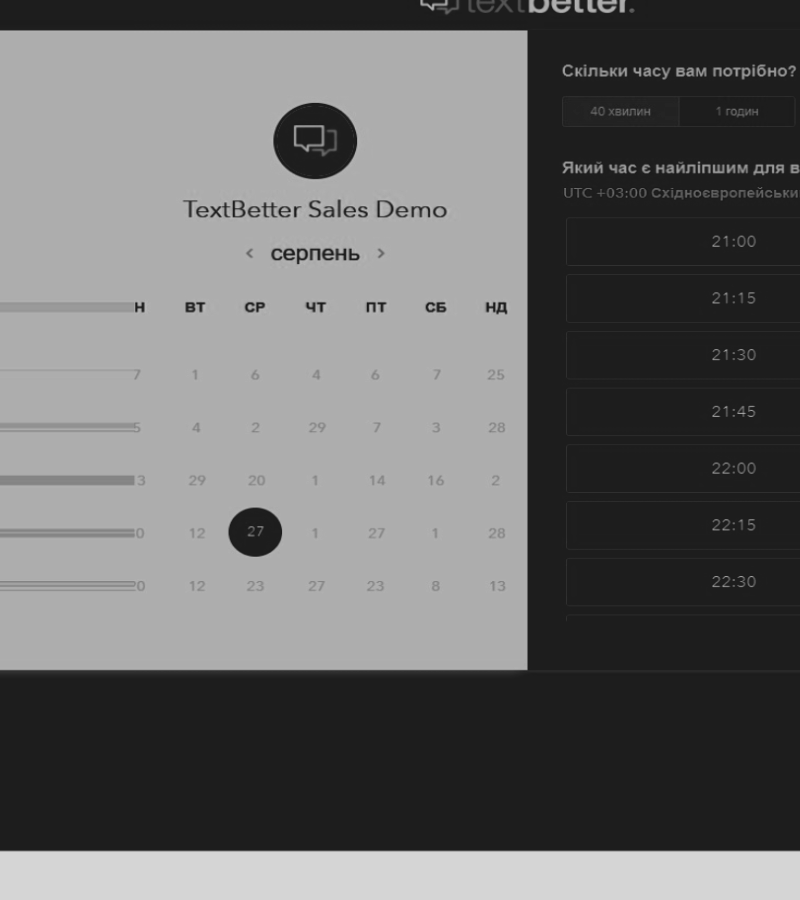 textbetter.
TextBetter Sales Demo
< серпень >
Н ВТ СР ЧТ ПТ СБ НД
7 1 6 4 6 7 25
5 4 2 29 7 3 28
3 29 20 1 14 16 2
0 12 27 1 27 1 28
20 12 23 27 23 8 13
Скільки часу вам потрібно?
40 хвилин 1 годин
Який час є найліпшим для в
UTC +03:00 Східноєвропейськи
21:00
21:15
21:30
21:45
22:00
22:15
22:30